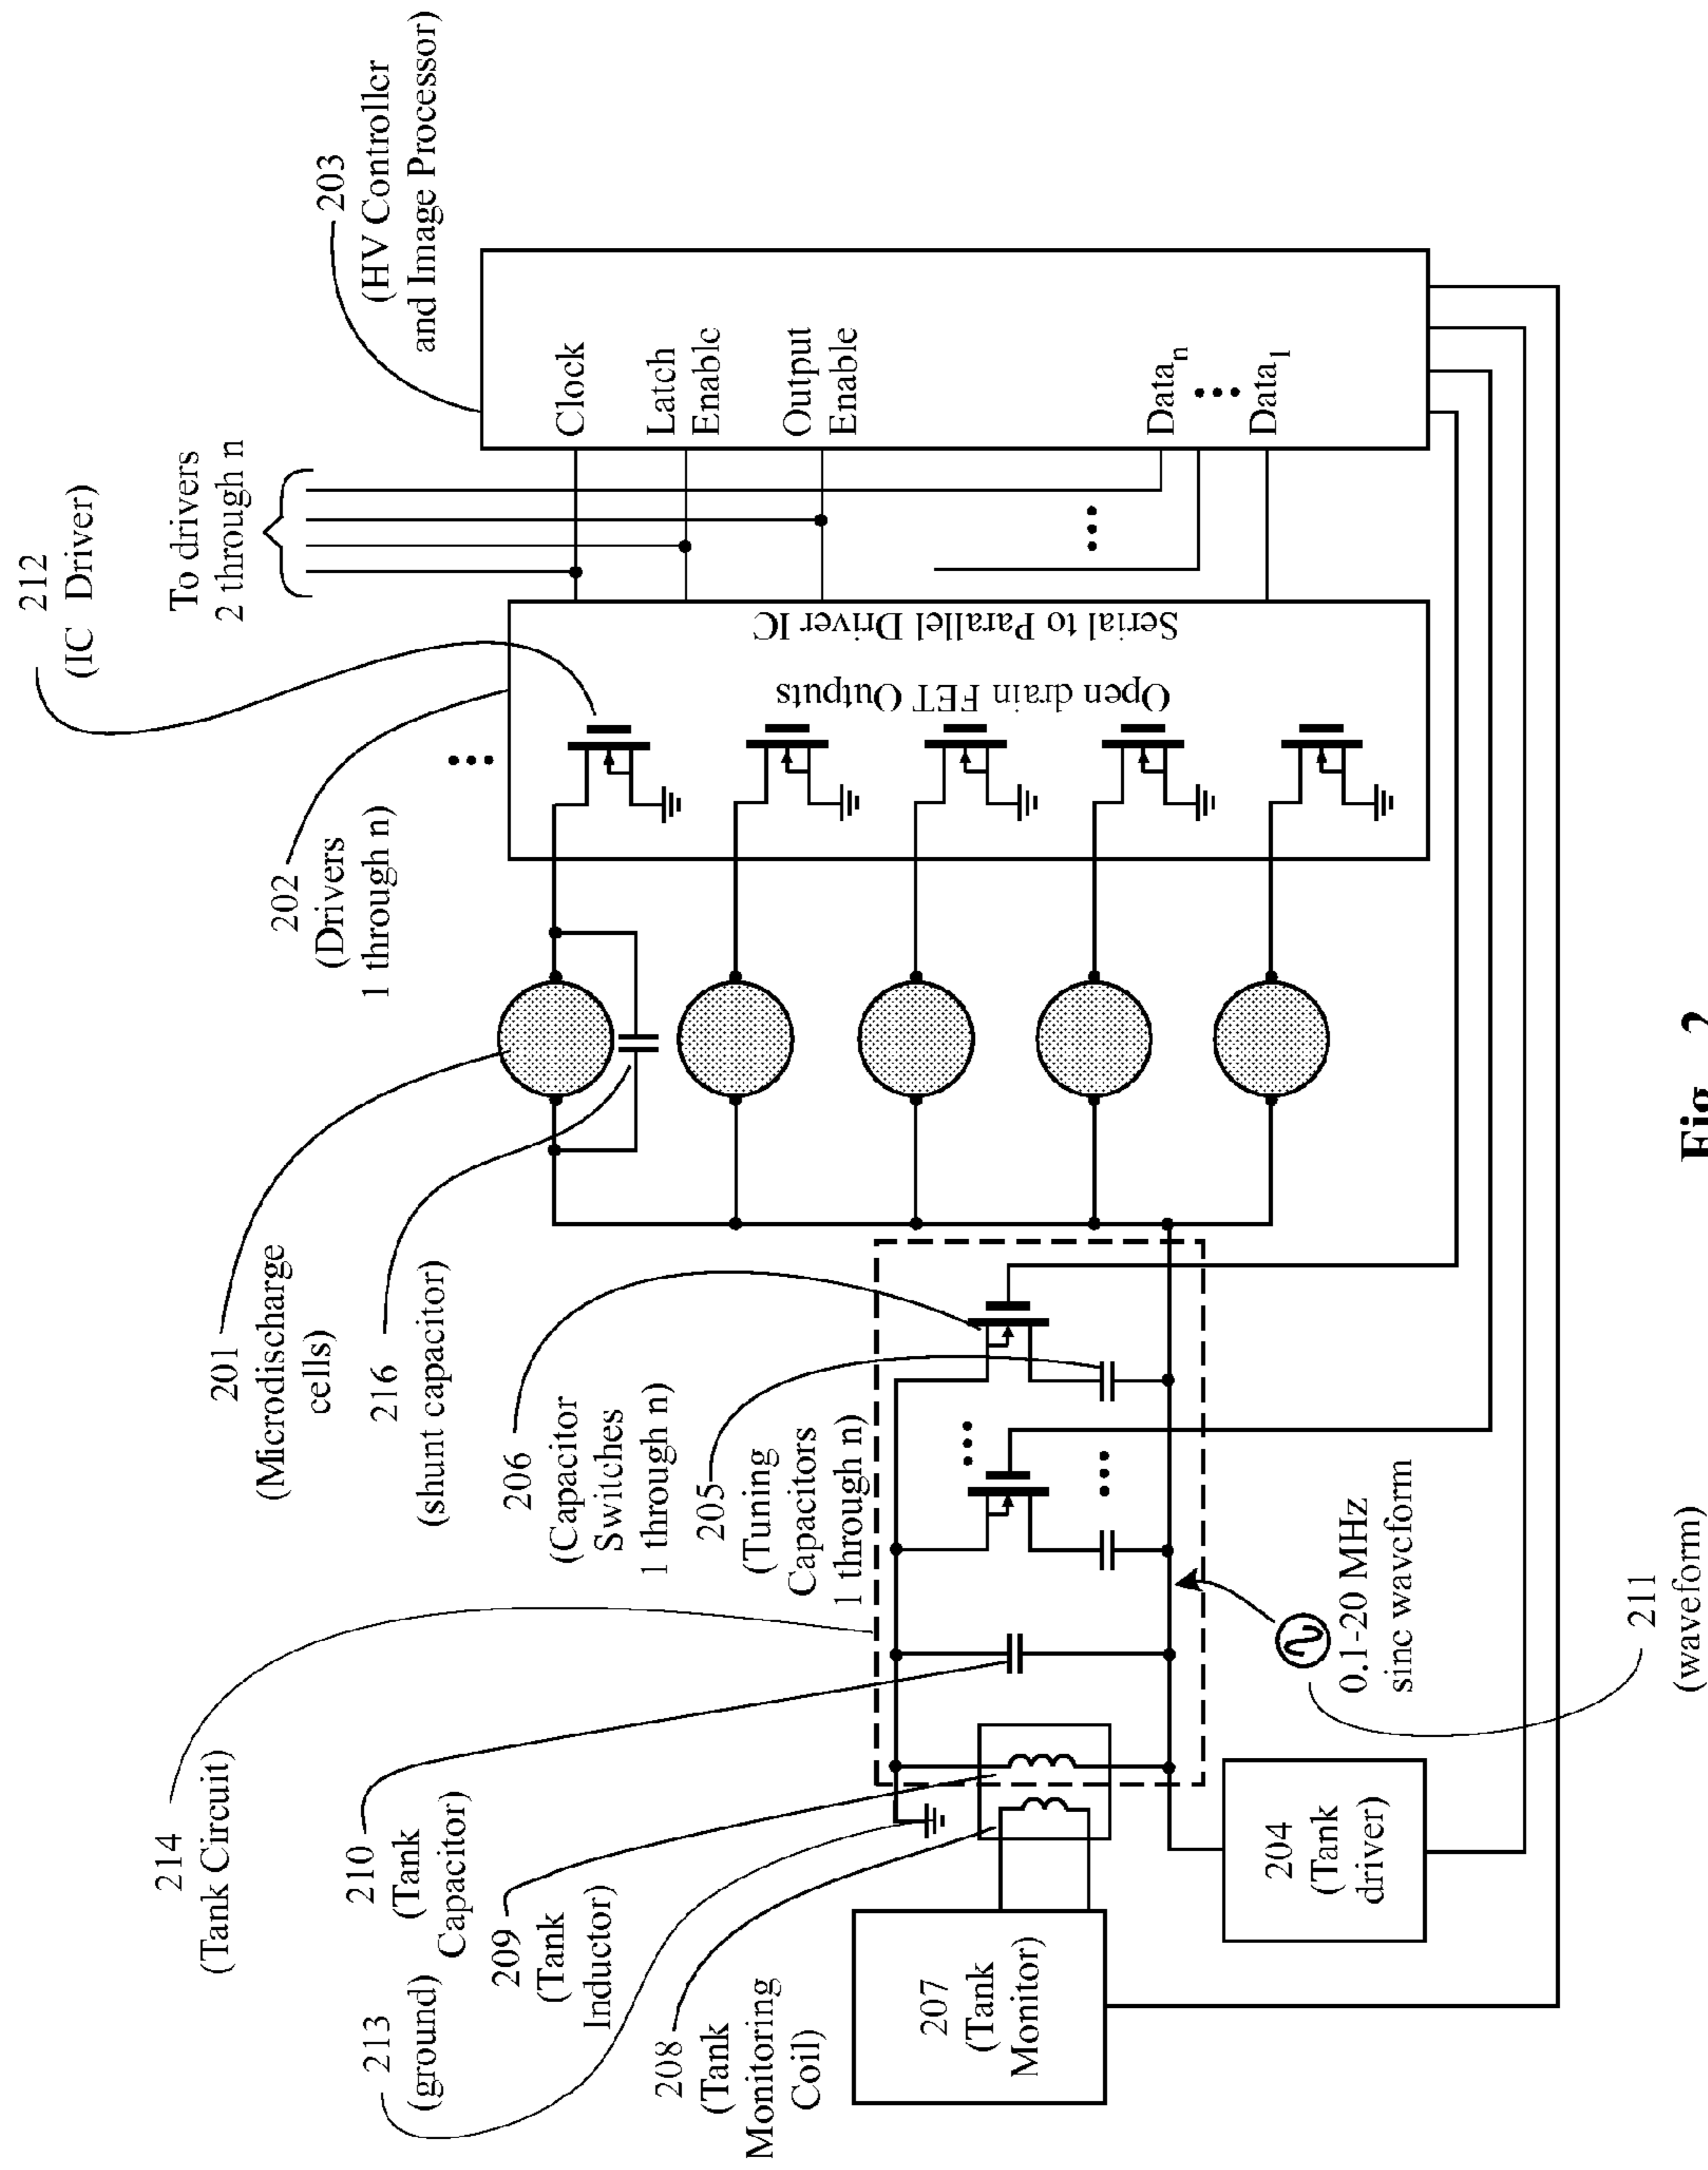 214
(Tank Circuit)
213
(ground)
210
(Tank
Capacitor)
209
(Tank
Inductor)
208
(Tank
Monitoring
Coil)
207
(Tank
Monitor)
204
(Tank
driver)
211
(waveform)
0.1-20 MHz
sine waveform
206
(Capacitor
Switches
1 through n)
205
(Tuning
Capacitors
1 through n)
201
(Microdischarge
cells)
216
(shunt capacitor)
202
(Drivers
1 through n)
212
(IC Driver)
To drivers
2 through n
203
(HV Controller
and Image Processor)
Open drain FET Outputs
Serial to Parallel Driver IC
Clock
Latch
Enable
Output
Enable
Data n
Data 1
Fig. 2